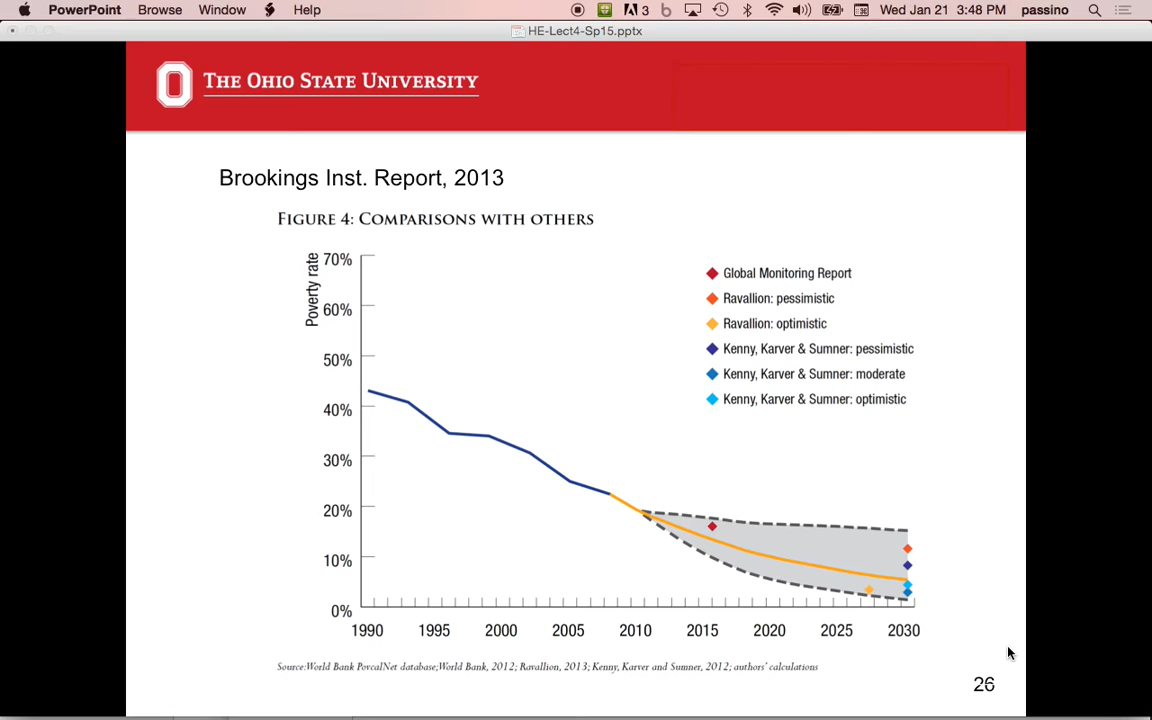 PowerPoint Browse Window Help 3 Wed Jan 21 3:48 PM passino
HE-Lect4-Sp15.pptx
THE OHIO STATE UNIVERSITY
Brookings Inst. Report, 2013
FIGURE 4: COMPARISONS WITH OTHERS
Poverty rate
70%
60%
50%
40%
30%
20%
10%
0%
Global Monitoring Report
Ravallion: pessimistic
Ravallion: optimistic
Kenny, Karver & Sumner: pessimistic
Kenny, Karver & Sumner: moderate
Kenny, Karver & Sumner: optimistic
1990 1995 2000 2005 2010 2015 2020 2025 2030
Source:World Bank PovcalNet database;World Bank, 2012; Ravallion, 2013; Kenny, Karver and Sumner, 2012; authors' calculations
26